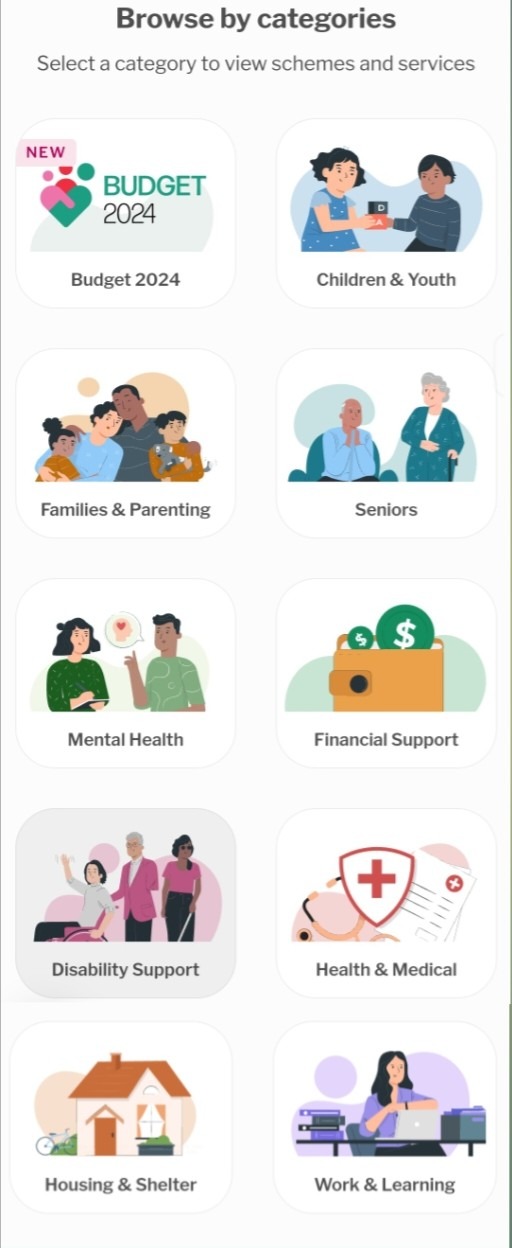 Browse by categories
Select a category to view schemes and services
NEW
BUDGET
2024
Budget 2024
Children & Youth
Families & Parenting
Seniors
Mental Health
Financial Support
Disability Support
Health & Medical
Housing & Shelter
Work & Learning